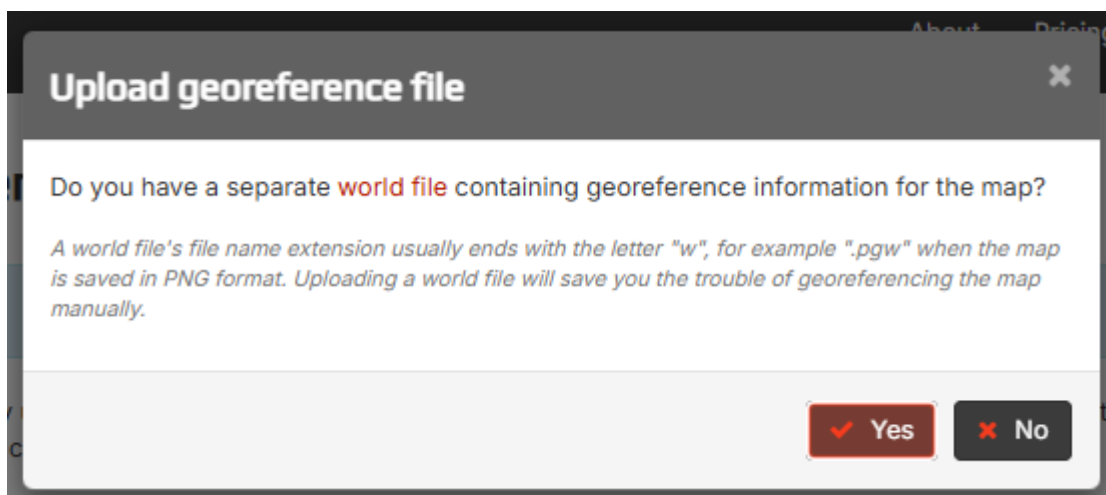 About Pricing
Upload georeference file
Do you have a separate world file containing georeference information for the map?
A world file's file name extension usually ends with the letter "w", for example ".pgw" when the map
is saved in PNG format. Uploading a world file will save you the trouble of georeferencing the map
manually.
Yes No